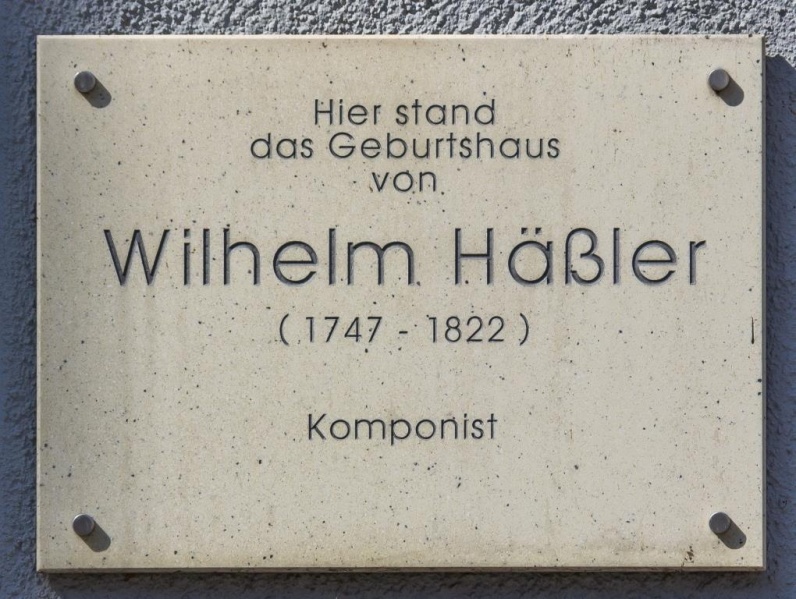 Hier stand
das Geburtshaus
von
Wilhelm Häßler
( 1747 - 1822 )
Komponist